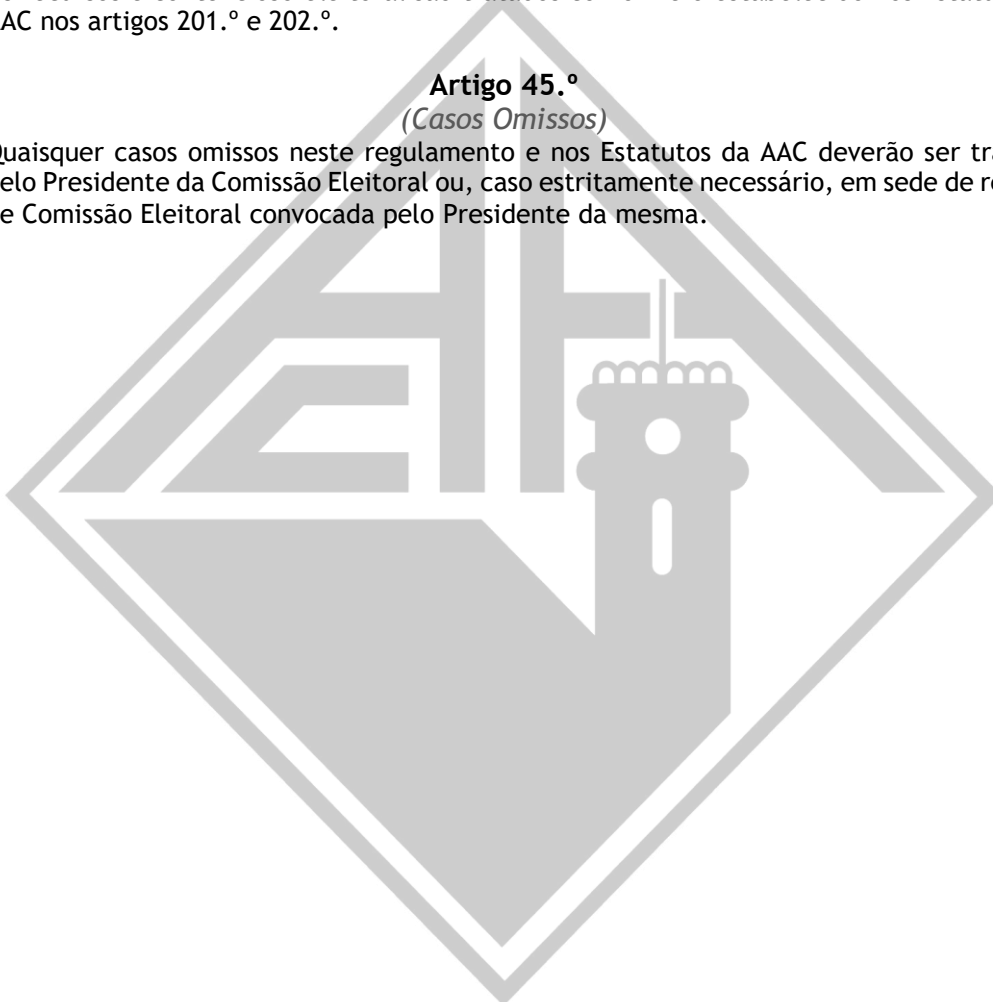 AC nos artigos 201.º e 202.º.
Artigo 45.º
(Casos Omissos)
Quaisquer casos omissos neste regulamento e nos Estatutos da AAC deverão ser
elo Presidente da Comissão Eleitoral ou, caso estritamente necessário, em sede de
e Comissão Eleitoral convocada pelo Presidente da mesma.